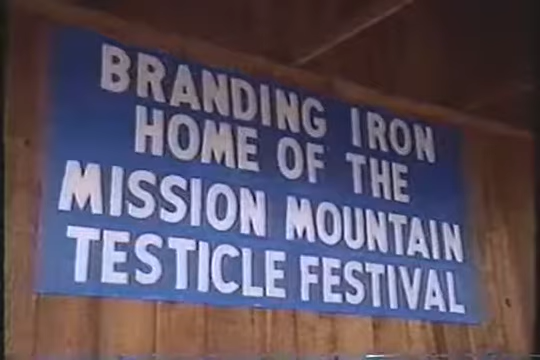 BRANDING IRON
HOME OF THE
MISSION MOUNTAIN
TESTICLE FESTIVAL